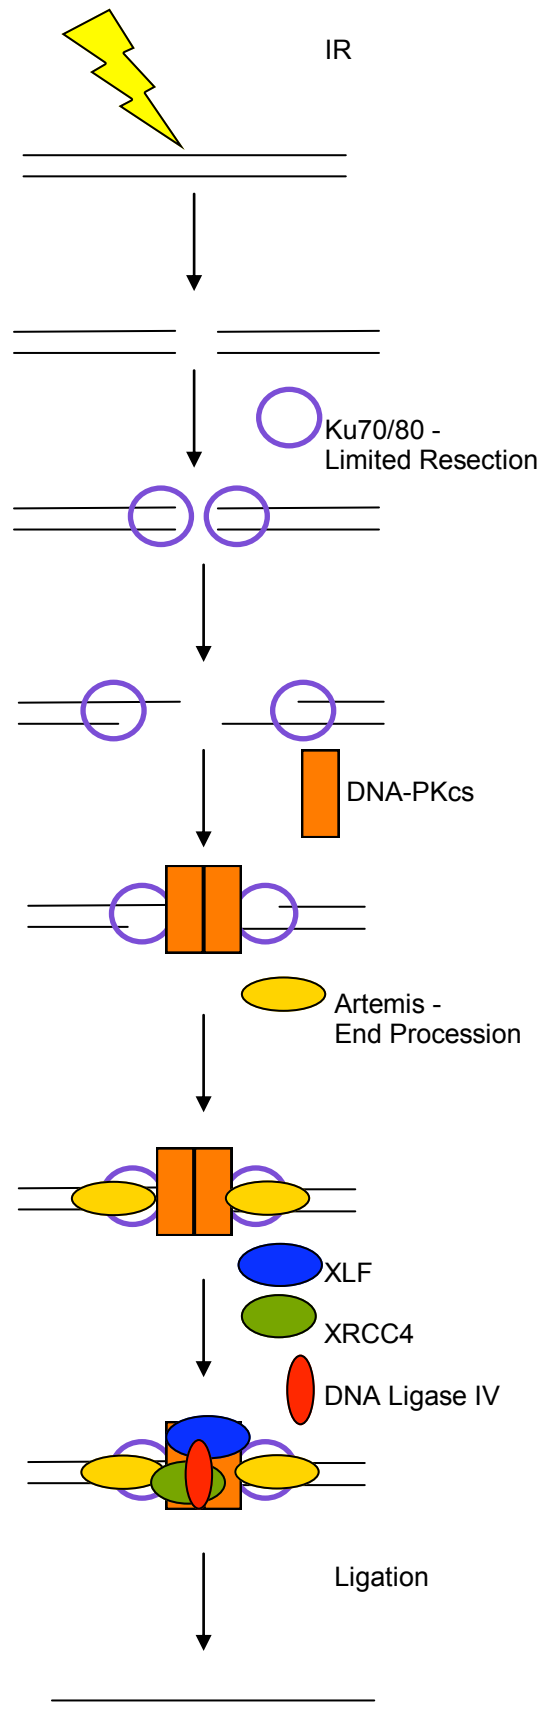 IR
Ku70/80 -
Limited Resection
DNA-PKcs
Artemis -
End Procession
XLF
XRCC4
DNA Ligase IV
Ligation